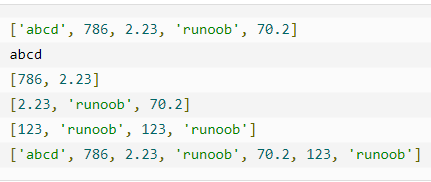 ['abcd', 786, 2.23, 'runoob', 70.2]
abcd
[786, 2.23]
[2.23, 'runoob', 70.2]
[123, 'runoob', 123, 'runoob']
['abcd', 786, 2.23, 'runoob', 70.2, 123, 'runoob']